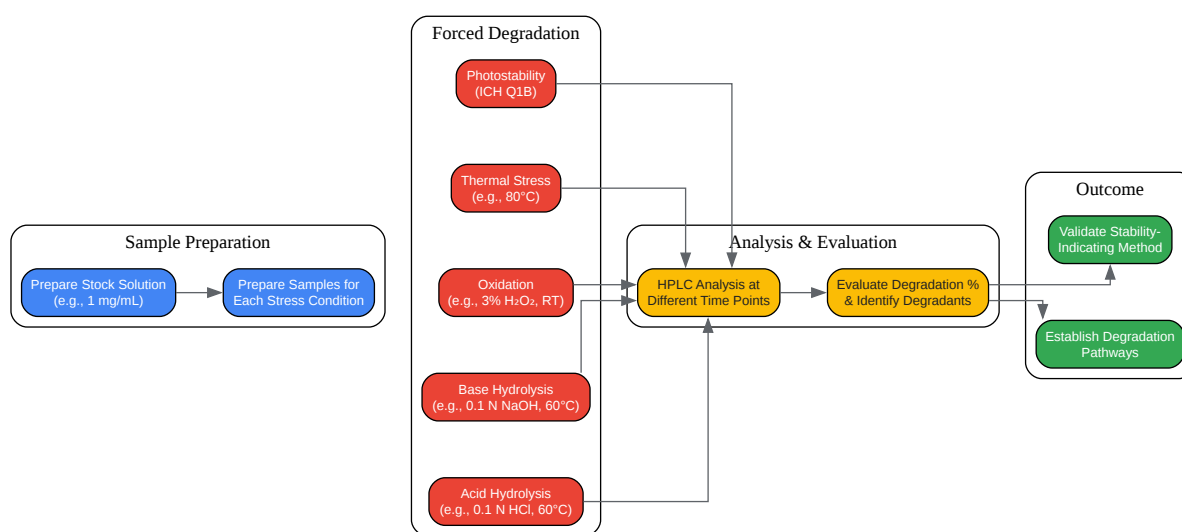 Sample Preparation
Prepare Stock Solution
(e.g., 1 mg/mL)
Prepare Samples for
Each Stress Condition
Forced Degradation
Photostability
(ICH Q1B)
Thermal Stress
(e.g., 80°C)
Oxidation
(e.g., 3% H₂O₂, RT)
Base Hydrolysis
(e.g., 0.1 N NaOH, 60°C)
Acid Hydrolysis
(e.g., 0.1 N HCl, 60°C)
Analysis & Evaluation
HPLC Analysis at
Different Time Points
Evaluate Degradation %
& Identify Degradants
Outcome
Validate Stability-
Indicating Method
Establish Degradation
Pathways